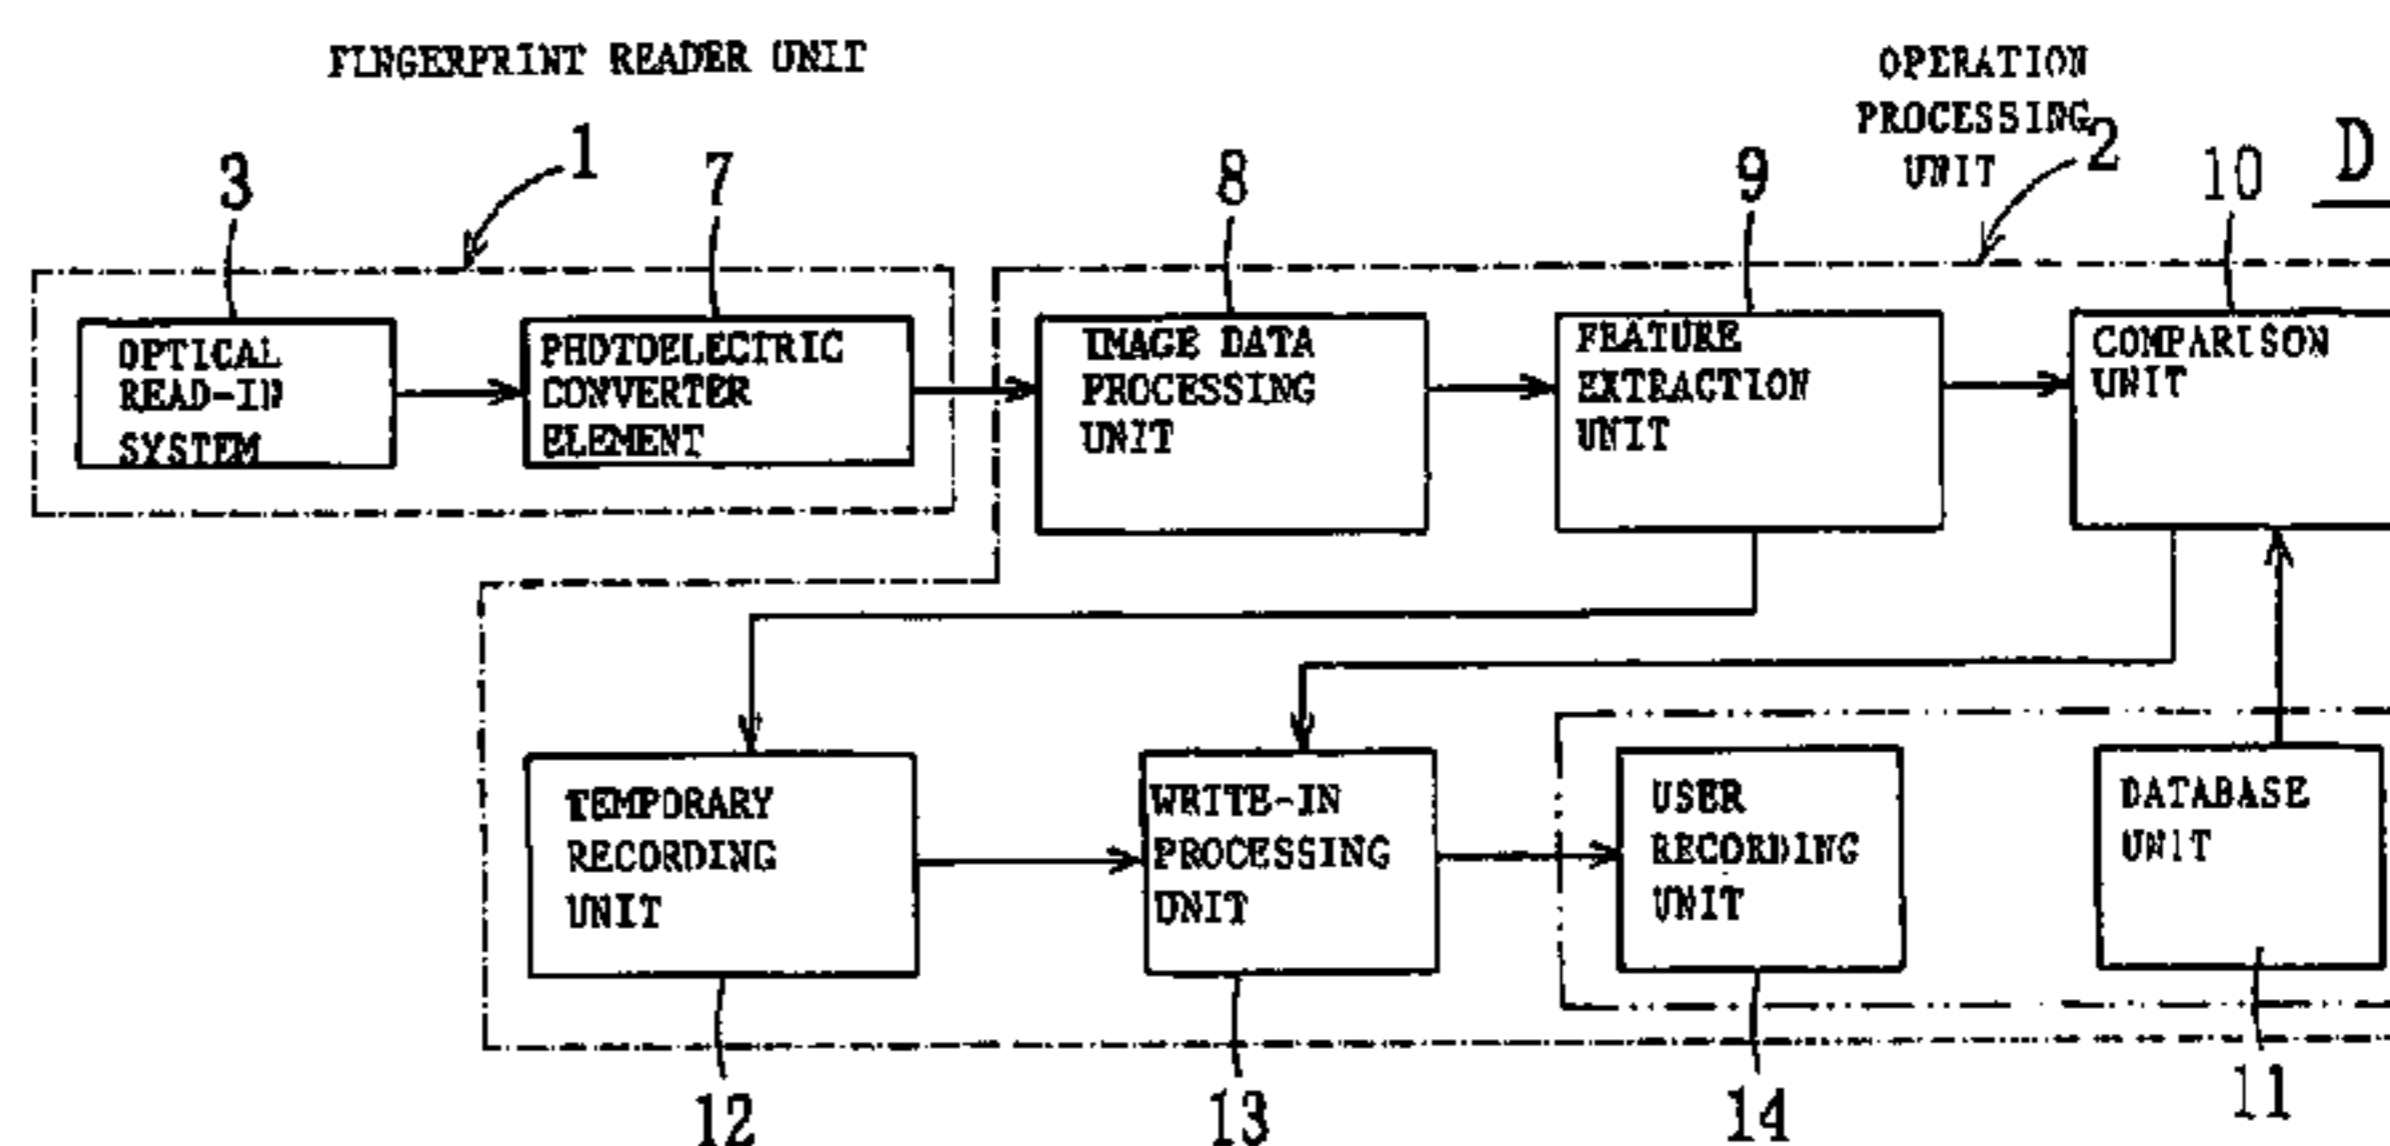 FINGERPRINT READER UNIT
OPERATION
PROCESSING
UNIT
1
2
D
3
7
8
9
10
OPTICAL
READ-IN
SYSTEM
PHOTOELECTRIC
CONVERTER
ELEMENT
IMAGE DATA
PROCESSING
UNIT
FEATURE
EXTRACTION
UNIT
COMPARISON
UNIT
TEMPORARY
RECORDING
UNIT
WRITE-IN
PROCESSING
UNIT
USER
RECORDING
UNIT
DATABASE
UNIT
12
13
14
11